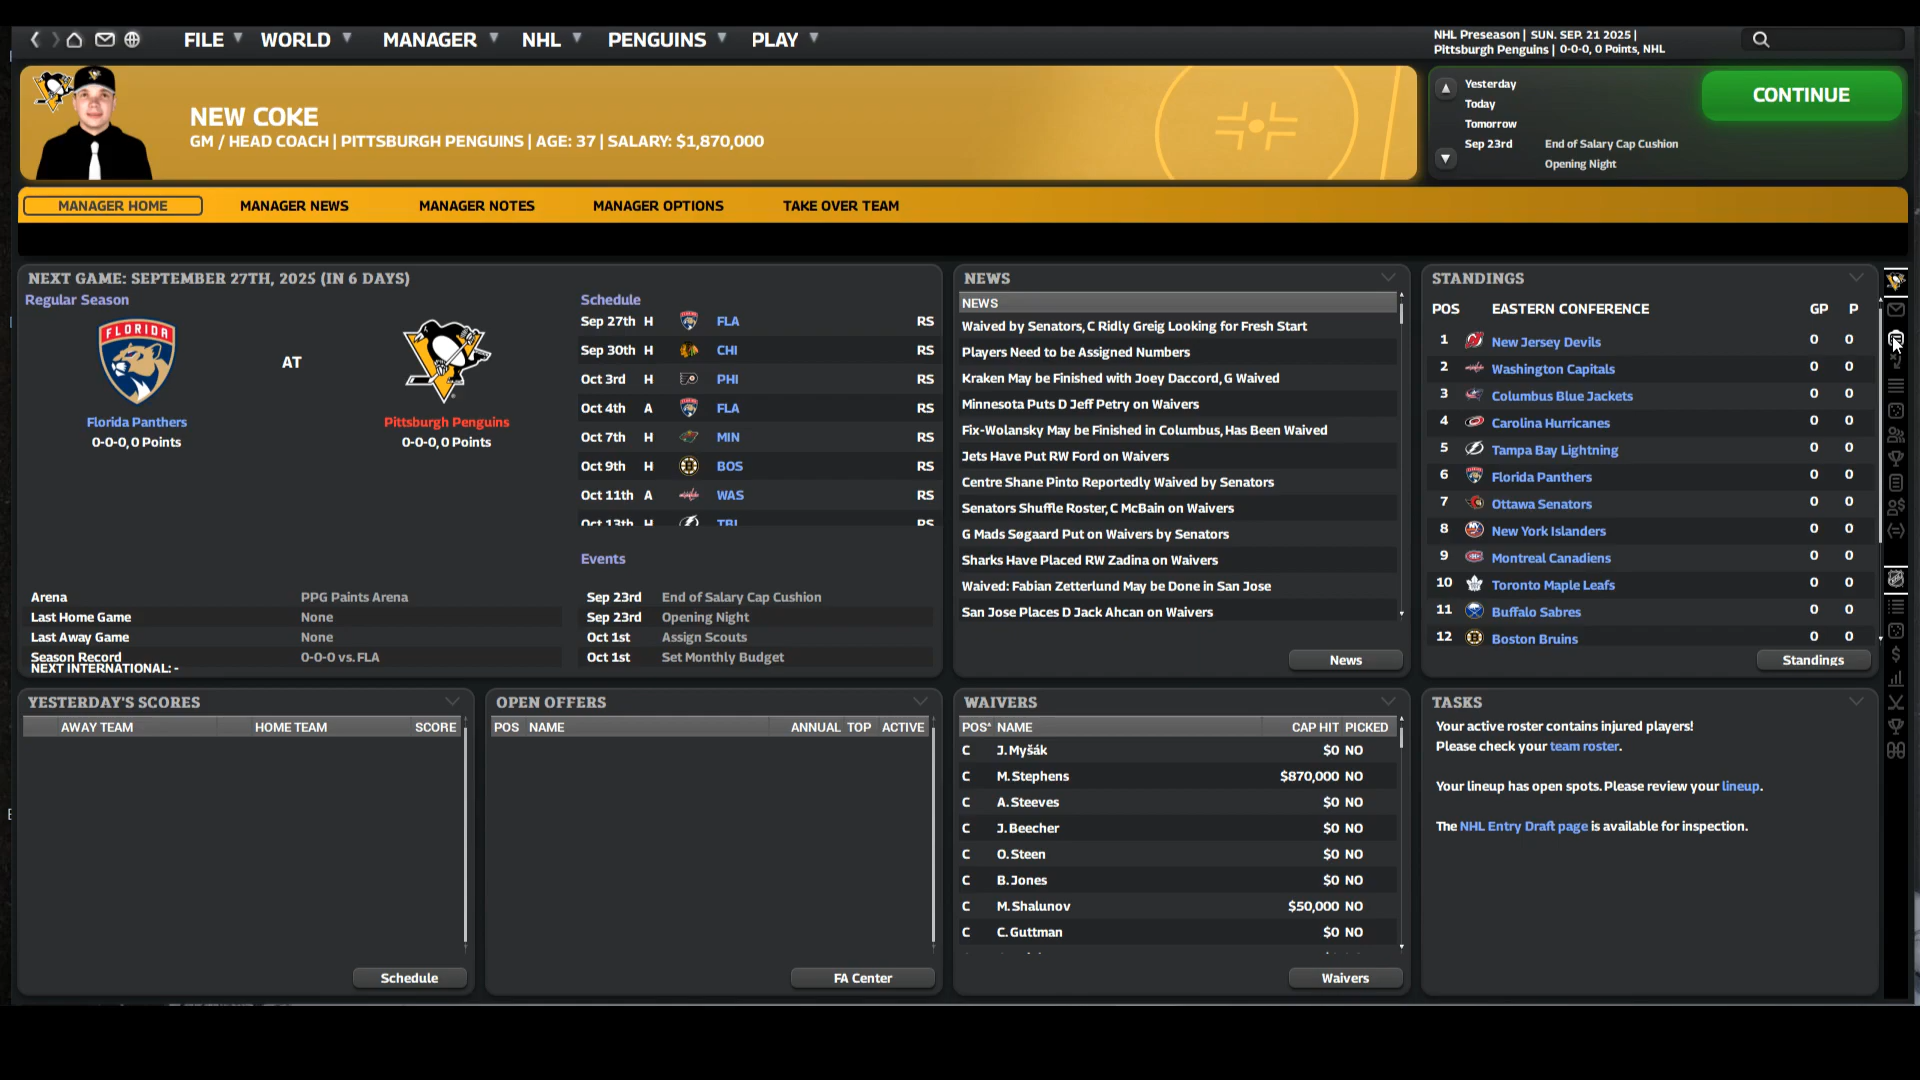 FILE WORLD MANAGER NHL PENGUINS PLAY
NHL Preseason | SUN. SEP. 21 2025 |
Pittsburgh Penguins | 0-0-0, 0 Points, NHL
NEW COKE
GM / HEAD COACH | PITTSBURGH PENGUINS | AGE: 37 | SALARY: $1,870,000
Yesterday
Today
Tomorrow
Sep 23rd End of Salary Cap Cushion
Opening Night
CONTINUE
MANAGER HOME MANAGER NEWS MANAGER NOTES MANAGER OPTIONS TAKE OVER TEAM
NEXT GAME: SEPTEMBER 27TH, 2025 (IN 6 DAYS)
Regular Season
FLORIDA
AT
Florida Panthers Pittsburgh Penguins
0-0-0, 0 Points 0-0-0, 0 Points
Schedule
Sep 27th H FLA RS
Sep 30th H CHI RS
Oct 3rd H PHI RS
Oct 4th A FLA RS
Oct 7th H MIN RS
Oct 9th H BOS RS
Oct 11th A WAS RS
Oct 13th H TBL RS
Arena PPG Paints Arena
Last Home Game None
Last Away Game None
Season Record 0-0-0 vs. FLA
NEXT INTERNATIONAL: -
Events
Sep 23rd End of Salary Cap Cushion
Sep 23rd Opening Night
Oct 1st Assign Scouts
Oct 1st Set Monthly Budget
NEWS
NEWS
Waived by Senators, C Ridly Greig Looking for Fresh Start
Players Need to be Assigned Numbers
Kraken May be Finished with Joey Daccord, G Waived
Minnesota Puts D Jeff Petry on Waivers
Fix-Wolansky May be Finished in Columbus, Has Been Waived
Jets Have Put RW Ford on Waivers
Centre Shane Pinto Reportedly Waived by Senators
Senators Shuffle Roster, C McBain on Waivers
G Mads Søgaard Put on Waivers by Senators
Sharks Have Placed RW Zadina on Waivers
Waived: Fabian Zetterlund May be Done in San Jose
San Jose Places D Jack Ahcan on Waivers
News
STANDINGS
POS EASTERN CONFERENCE GP P
1 New Jersey Devils 0 0
2 Washington Capitals 0 0
3 Columbus Blue Jackets 0 0
4 Carolina Hurricanes 0 0
5 Tampa Bay Lightning 0 0
6 Florida Panthers 0 0
7 Ottawa Senators 0 0
8 New York Islanders 0 0
9 Montreal Canadiens 0 0
10 Toronto Maple Leafs 0 0
11 Buffalo Sabres 0 0
12 Boston Bruins 0 0
Standings
YESTERDAY'S SCORES
AWAY TEAM HOME TEAM SCORE
Schedule
OPEN OFFERS
POS NAME ANNUAL TOP ACTIVE
FA Center
WAIVERS
POS* NAME CAP HIT PICKED
C J. Myšák $0 NO
C M. Stephens $870,000 NO
C A. Steeves $0 NO
C J. Beecher $0 NO
C O. Steen $0 NO
C B. Jones $0 NO
C M. Shalunov $50,000 NO
C C. Guttman $0 NO
Waivers
TASKS
Your active roster contains injured players!
Please check your team roster.
Your lineup has open spots. Please review your lineup.
The NHL Entry Draft page is available for inspection.